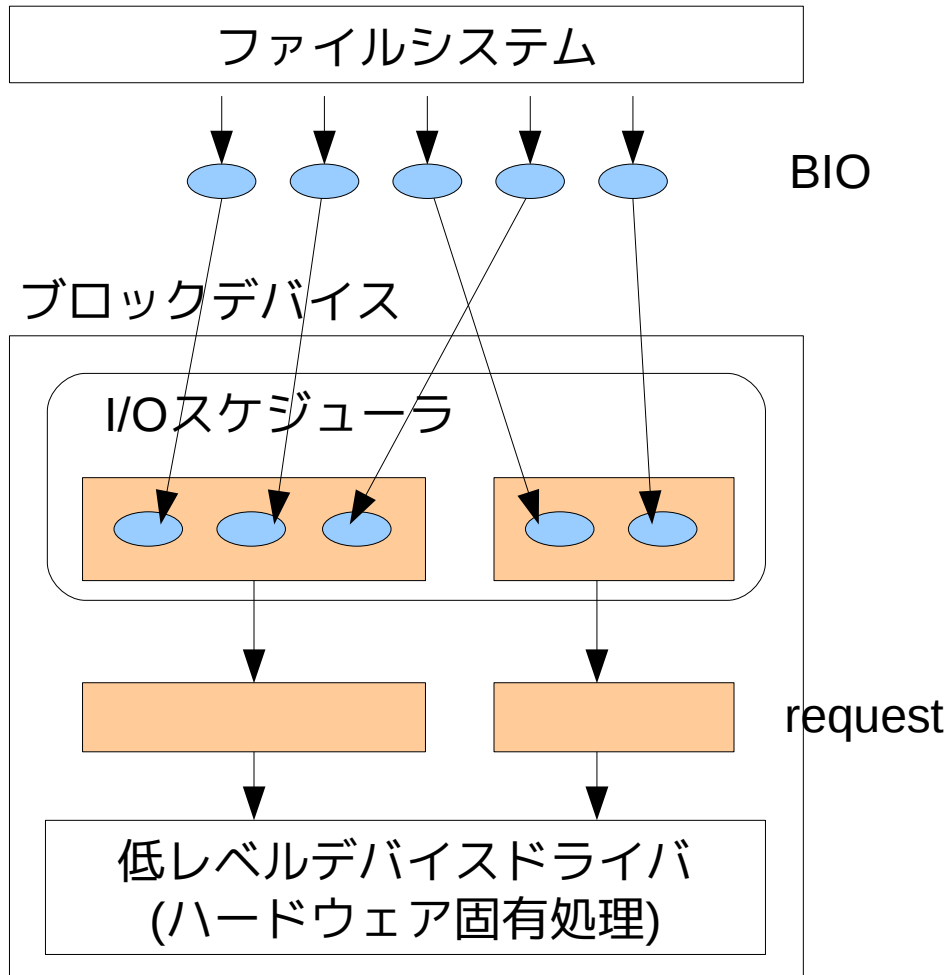 ファイルシステム
BIO
ブロックデバイス
I/Oスケジューラ
request
低レベルデバイスドライバ
(ハードウェア固有処理)